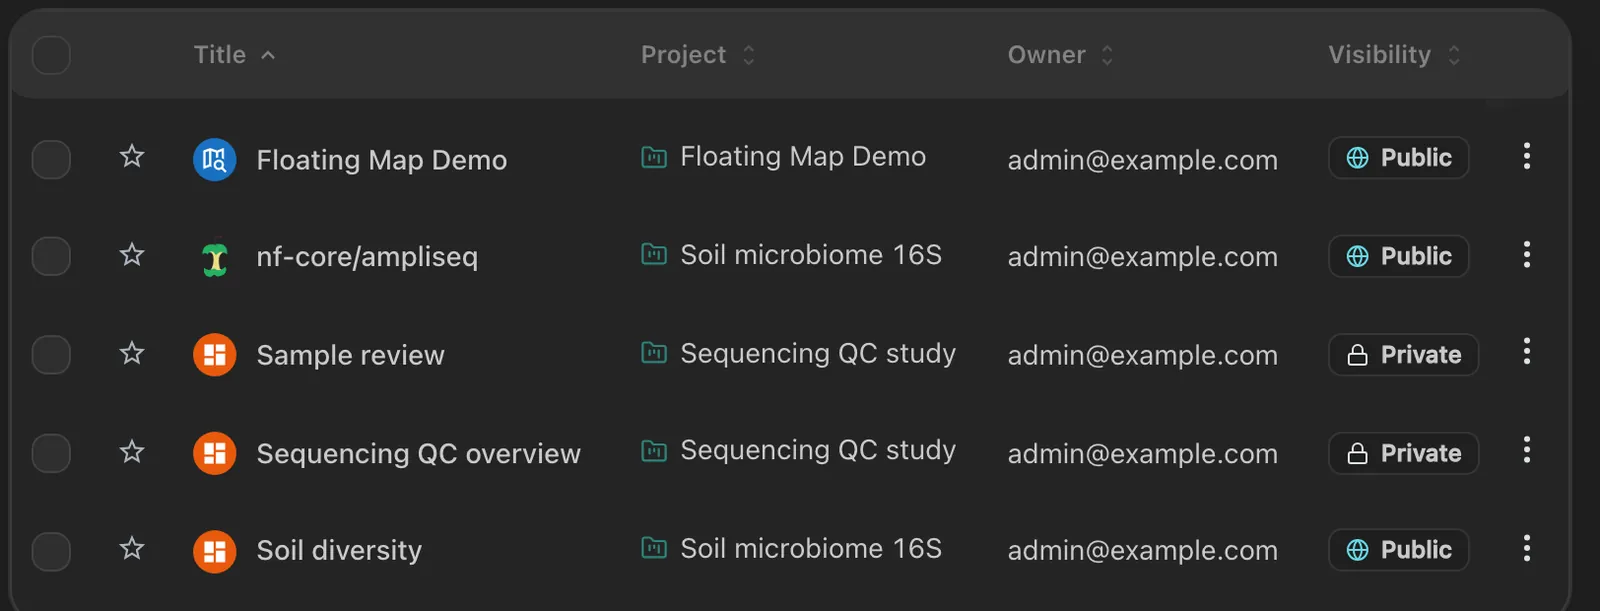 Title Project Owner Visibility
Floating Map Demo Floating Map Demo admin@example.com Public
nf-core/ampliseq Soil microbiome 16S admin@example.com Public
Sample review Sequencing QC study admin@example.com Private
Sequencing QC overview Sequencing QC study admin@example.com Private
Soil diversity Soil microbiome 16S admin@example.com Public